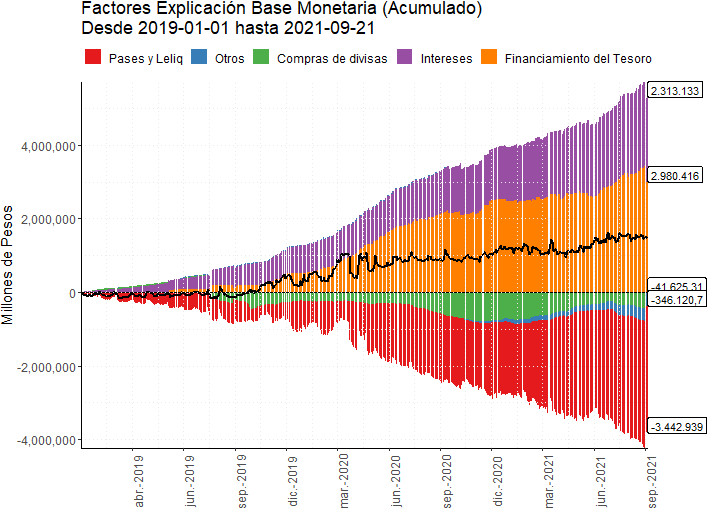 Factores Explicación Base Monetaria (Acumulado)
Desde 2019-01-01 hasta 2021-09-21
Pases y Leliq Otros Compras de divisas Intereses Financiamiento del Tesoro
Millones de Pesos
4,000,000
2,000,000
0
-2,000,000
-4,000,000
2.313.133
2.980.416
-41.625,31
-346.120,7
-3.442.939
abr.-2019
jun.-2019
sep.-2019
dic.-2019
mar.-2020
jun.-2020
sep.-2020
dic.-2020
mar.-2021
jun.-2021
sep.-2021